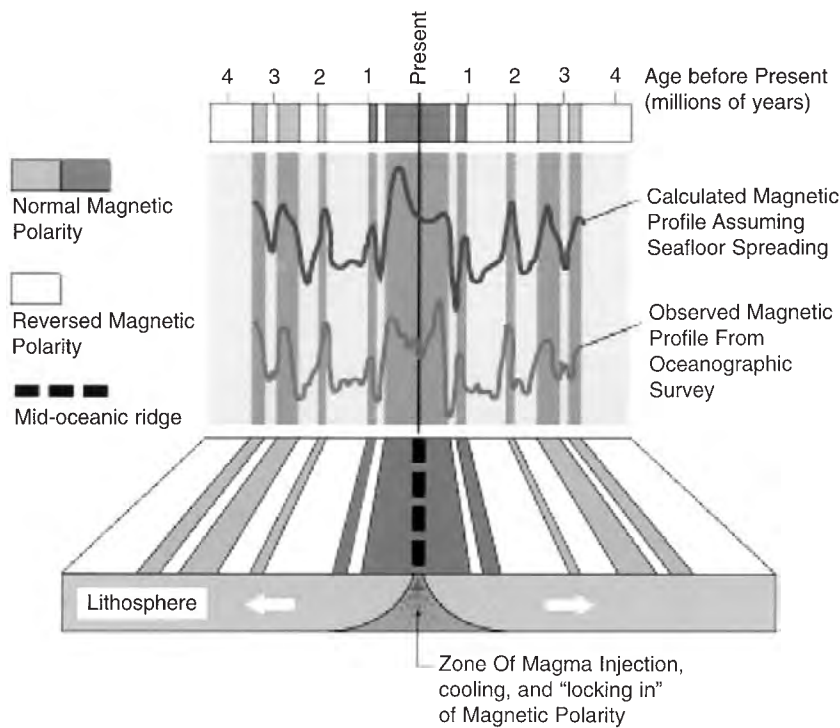 Present
4 3 2 1 1 2 3 4
Age before Present
(millions of years)
Normal Magnetic
Polarity
Reversed Magnetic
Polarity
Mid-oceanic ridge
Calculated Magnetic
Profile Assuming
Seafloor Spreading
Observed Magnetic
Profile From
Oceanographic
Survey
Lithosphere
Zone Of Magma Injection,
cooling, and “locking in”
of Magnetic Polarity